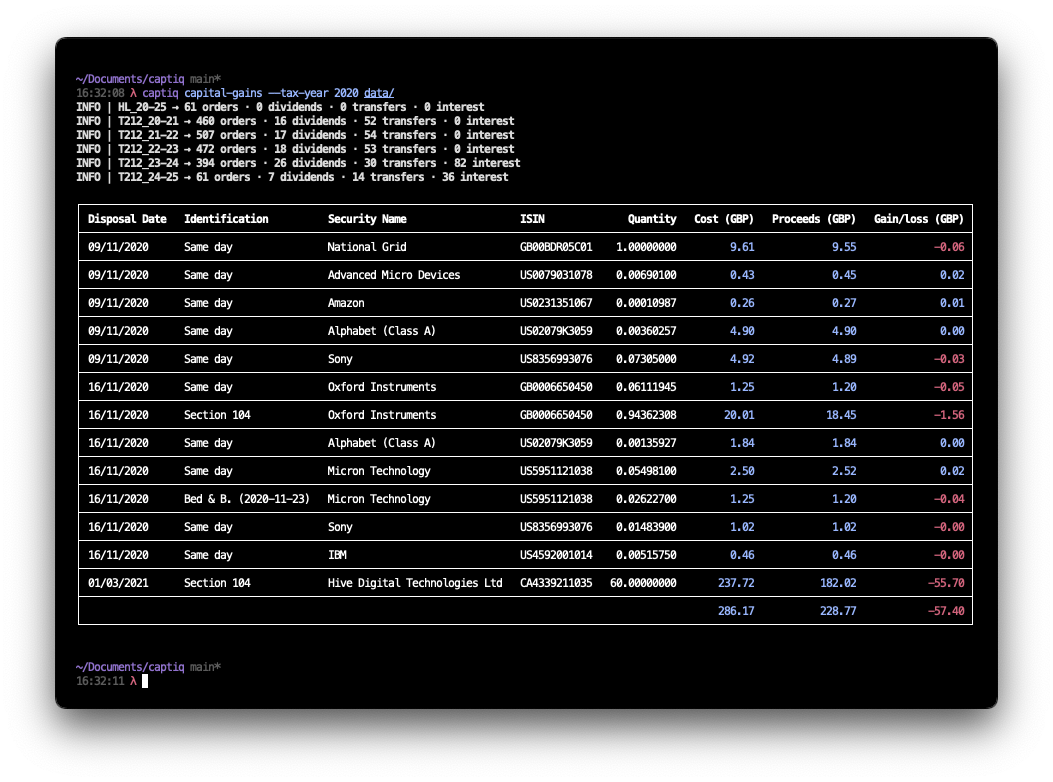 ~/Documents/captiq main*
16:32:08 λ captiq capital-gains --tax-year 2020 data/
INFO | HL_20-25 → 61 orders · 0 dividends · 0 transfers · 0 interest
INFO | T212_20-21 → 460 orders · 16 dividends · 52 transfers · 0 interest
INFO | T212_21-22 → 507 orders · 17 dividends · 54 transfers · 0 interest
INFO | T212_22-23 → 472 orders · 18 dividends · 53 transfers · 0 interest
INFO | T212_23-24 → 394 orders · 26 dividends · 30 transfers · 82 interest
INFO | T212_24-25 → 61 orders · 7 dividends · 14 transfers · 36 interest
Disposal Date Identification Security Name ISIN Quantity Cost (GBP) Proceeds (GBP) Gain/loss (GBP)
09/11/2020 Same day National Grid GB00BDR05C01 1.00000000 9.61 9.55 -0.06
09/11/2020 Same day Advanced Micro Devices US0079031078 0.00690100 0.43 0.45 0.02
09/11/2020 Same day Amazon US0231351067 0.00010987 0.26 0.27 0.01
09/11/2020 Same day Alphabet (Class A) US02079K3059 0.00360257 4.90 4.90 0.00
09/11/2020 Same day Sony US8356993076 0.07305000 4.92 4.89 -0.03
16/11/2020 Same day Oxford Instruments GB0006650450 0.06111945 1.25 1.20 -0.05
16/11/2020 Section 104 Oxford Instruments GB0006650450 0.94362308 20.01 18.45 -1.56
16/11/2020 Same day Alphabet (Class A) US02079K3059 0.00135927 1.84 1.84 0.00
16/11/2020 Same day Micron Technology US5951121038 0.05498100 2.50 2.52 0.02
16/11/2020 Bed & B. (2020-11-23) Micron Technology US5951121038 0.02622700 1.25 1.20 -0.04
16/11/2020 Same day Sony US8356993076 0.01483900 1.02 1.02 -0.00
16/11/2020 Same day IBM US4592001014 0.00515750 0.46 0.46 -0.00
01/03/2021 Section 104 Hive Digital Technologies Ltd CA4339211035 60.00000000 237.72 182.02 -55.70
286.17 228.77 -57.40
~/Documents/captiq main*
16:32:11 λ